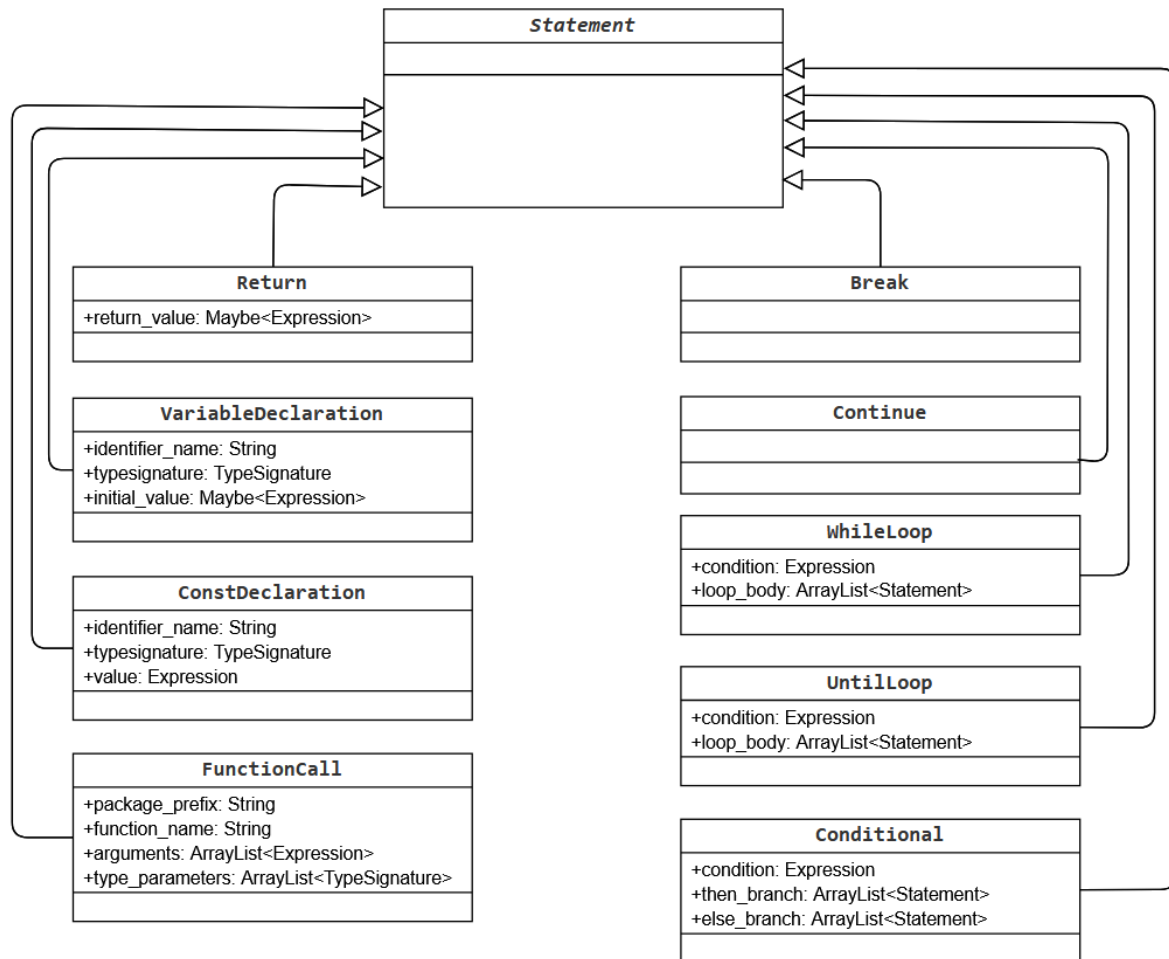 Statement
Return
+return_value: Maybe<Expression>
VariableDeclaration
+identifier_name: String
+typesignature: TypeSignature
+initial_value: Maybe<Expression>
ConstDeclaration
+identifier_name: String
+typesignature: TypeSignature
+value: Expression
FunctionCall
+package_prefix: String
+function_name: String
+arguments: ArrayList<Expression>
+type_parameters: ArrayList<TypeSignature>
Break
Continue
WhileLoop
+condition: Expression
+loop_body: ArrayList<Statement>
UntilLoop
+condition: Expression
+loop_body: ArrayList<Statement>
Conditional
+condition: Expression
+then_branch: ArrayList<Statement>
+else_branch: ArrayList<Statement>